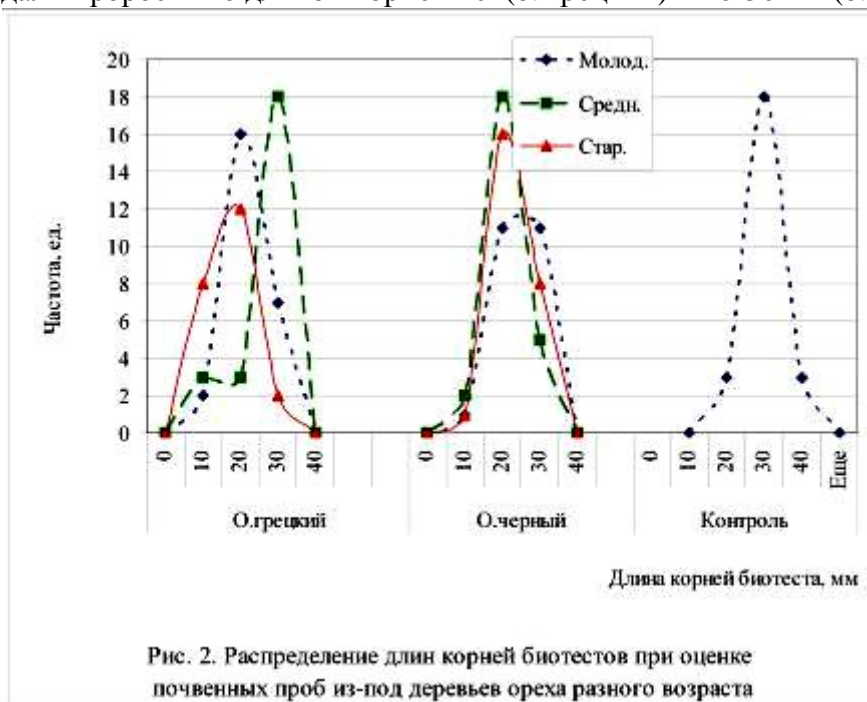 20
18
16
14
12
10
8
6
4
2
0
Частота, ед.
Молод.
Средн.
Стар.
0 10 20 30 40 0 10 20 30 40 0 10 20 30 40 Еще
О.грецкий О.черный Контроль
Длина корней биотеста, мм
Рис. 2. Распределение длин корней биотестов при оценке
почвенных проб из-под деревьев ореха разного возраста